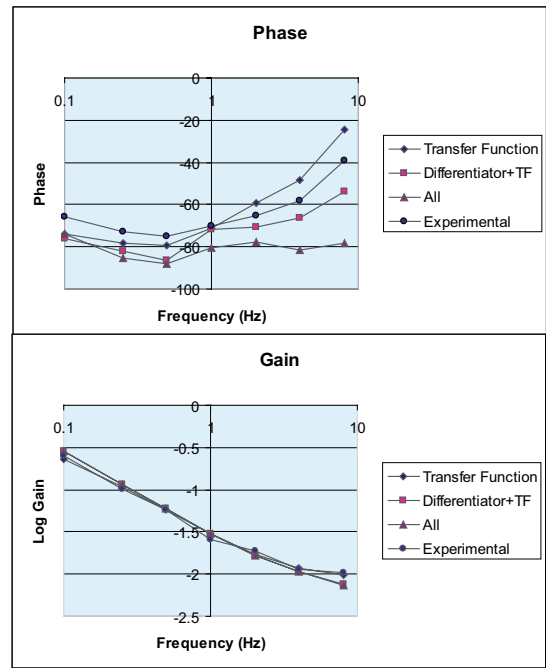 Phase
0
0.1 1 10
-20
-40
-60
-80
-100
Phase
Frequency (Hz)
Transfer Function
Differentiator+TF
All
Experimental
Gain
0
0.1 1 10
-0.5
-1
-1.5
-2
-2.5
Log Gain
Frequency (Hz)
Transfer Function
Differentiator+TF
All
Experimental